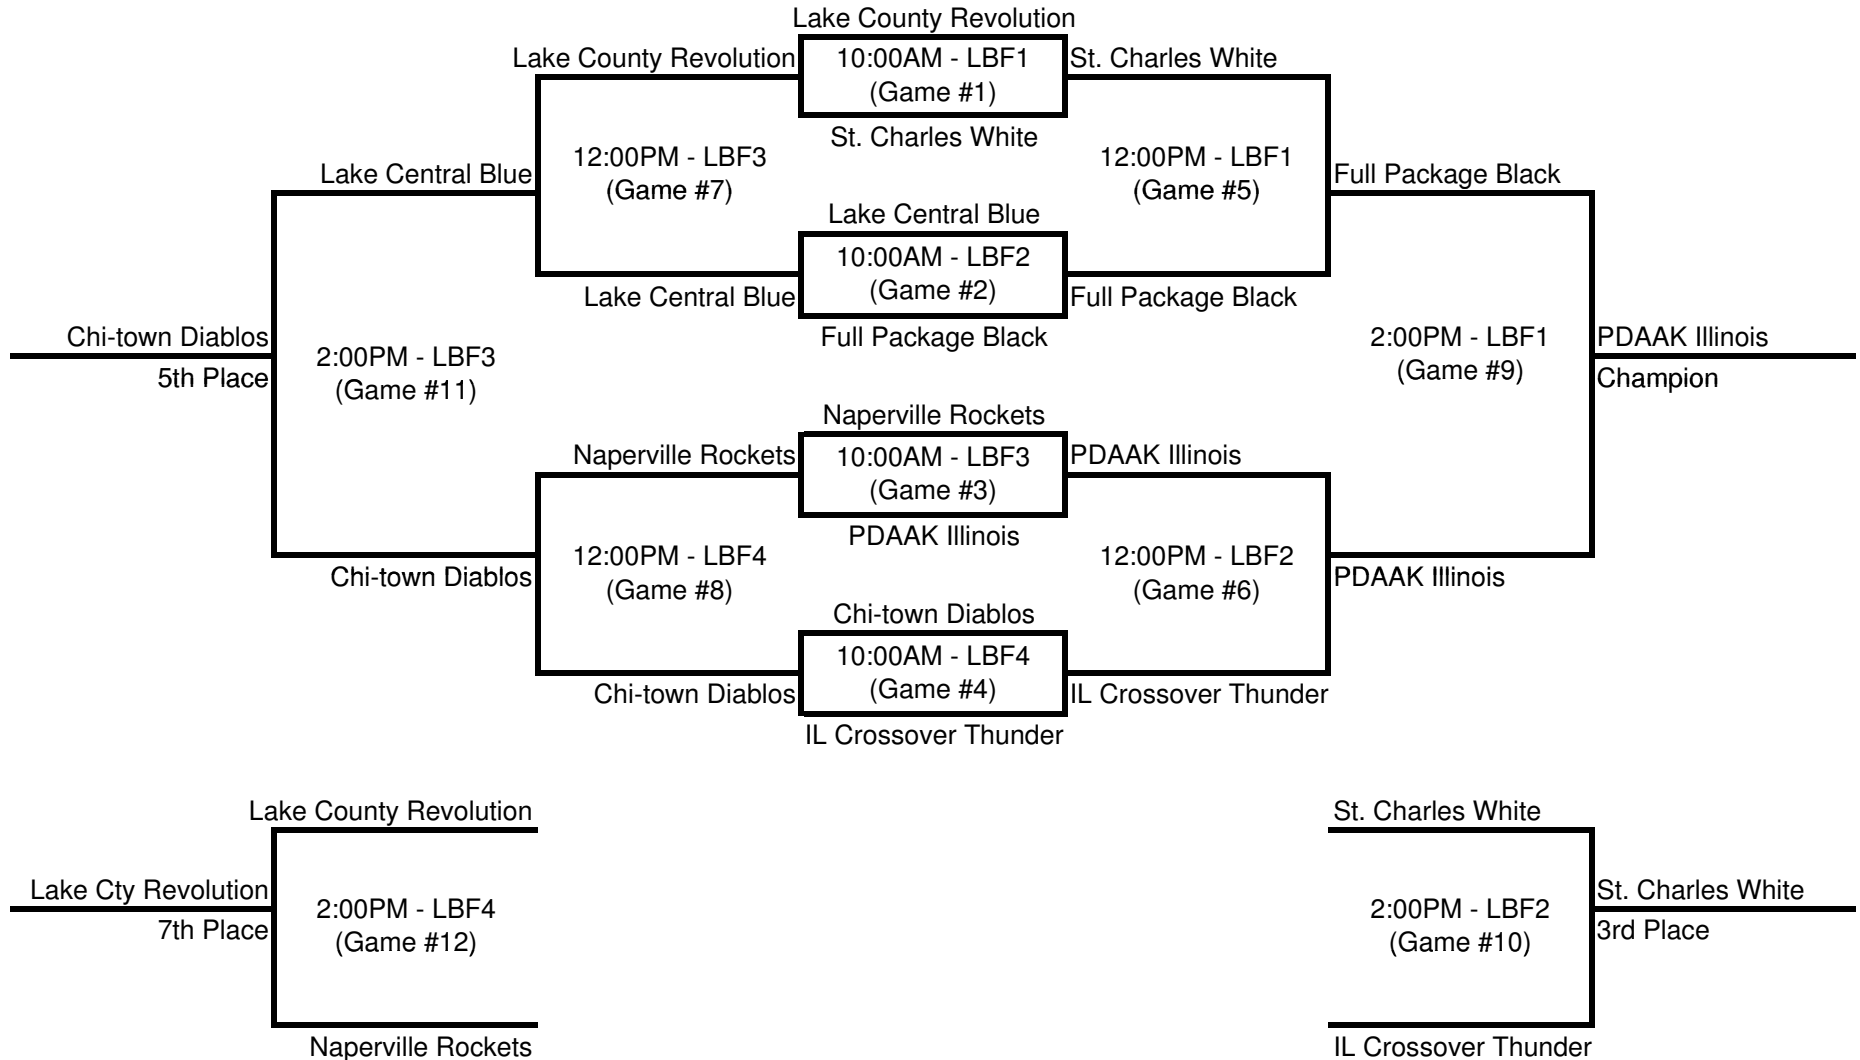 Lake County Revolution
Lake County Revolution
10:00AM - LBF1
(Game #1)
St. Charles White
St. Charles White
12:00PM - LBF3
(Game #7)
12:00PM - LBF1
(Game #5)
Lake Central Blue
Full Package Black
Lake Central Blue
10:00AM - LBF2
(Game #2)
Lake Central Blue
Full Package Black
Full Package Black
Chi-town Diablos
5th Place
2:00PM - LBF3
(Game #11)
2:00PM - LBF1
(Game #9)
PDAAK Illinois
Champion
Naperville Rockets
Naperville Rockets
10:00AM - LBF3
(Game #3)
PDAAK Illinois
PDAAK Illinois
12:00PM - LBF4
(Game #8)
12:00PM - LBF2
(Game #6)
Chi-town Diablos
PDAAK Illinois
Chi-town Diablos
10:00AM - LBF4
(Game #4)
Chi-town Diablos
IL Crossover Thunder
IL Crossover Thunder
Lake County Revolution
Lake Cty Revolution
7th Place
2:00PM - LBF4
(Game #12)
Naperville Rockets
St. Charles White
2:00PM - LBF2
(Game #10)
St. Charles White
3rd Place
IL Crossover Thunder